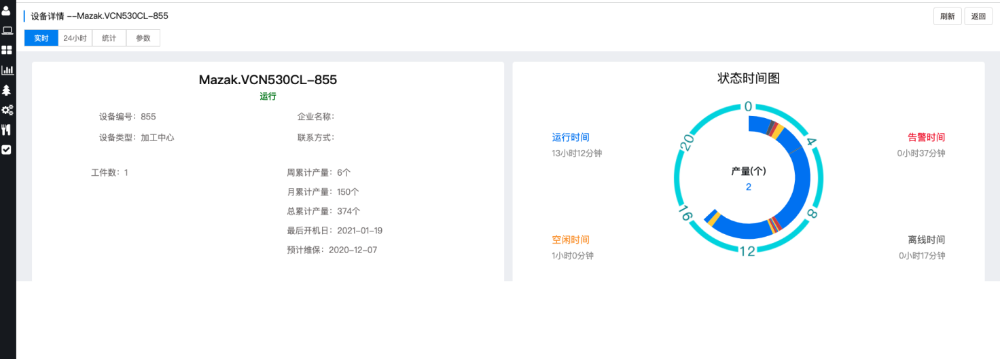 设备详情 --Mazak.VCN530CL-855
刷新
返回
实时
24小时
统计
参数
Mazak.VCN530CL-855
运行
设备编号：855
企业名称：
设备类型：加工中心
联系方式：
工件数：1
周累计产量：6个
月累计产量：150个
总累计产量：374个
最后开机日：2021-01-19
预计维保：2020-12-07
状态时间图
运行时间
13小时12分钟
告警时间
0小时37分钟
0
4
8
12
16
20
产量(个)
2
空闲时间
1小时0分钟
离线时间
0小时17分钟